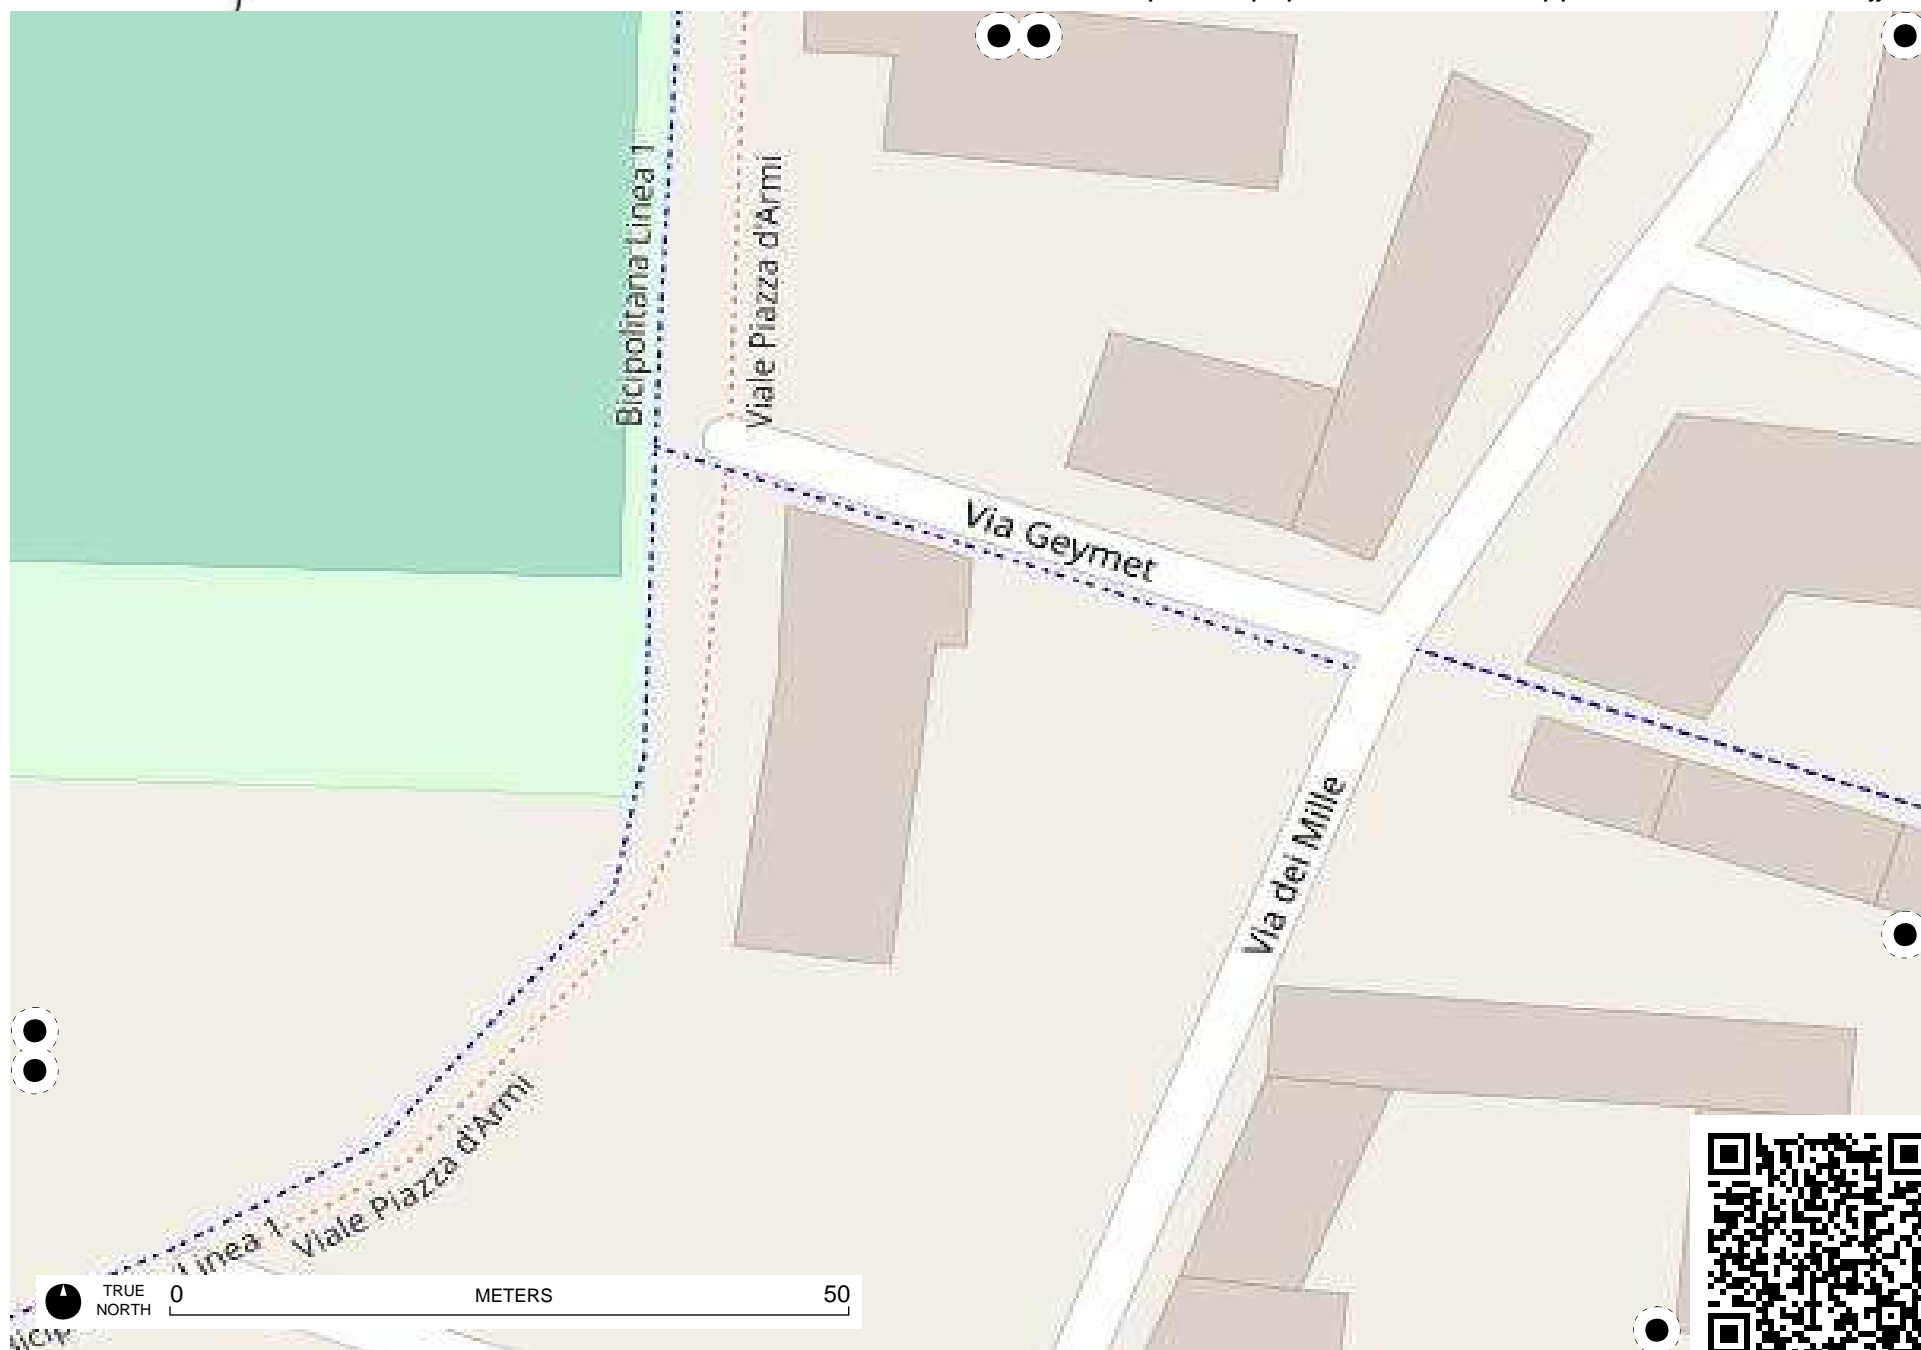 Bicipolitana Linea 1
Viale Piazza d'Armi
Via Geymet
Via dei Mille
Viale Piazza d'Armi
Linea 1
TRUE
NORTH
0
METERS
50